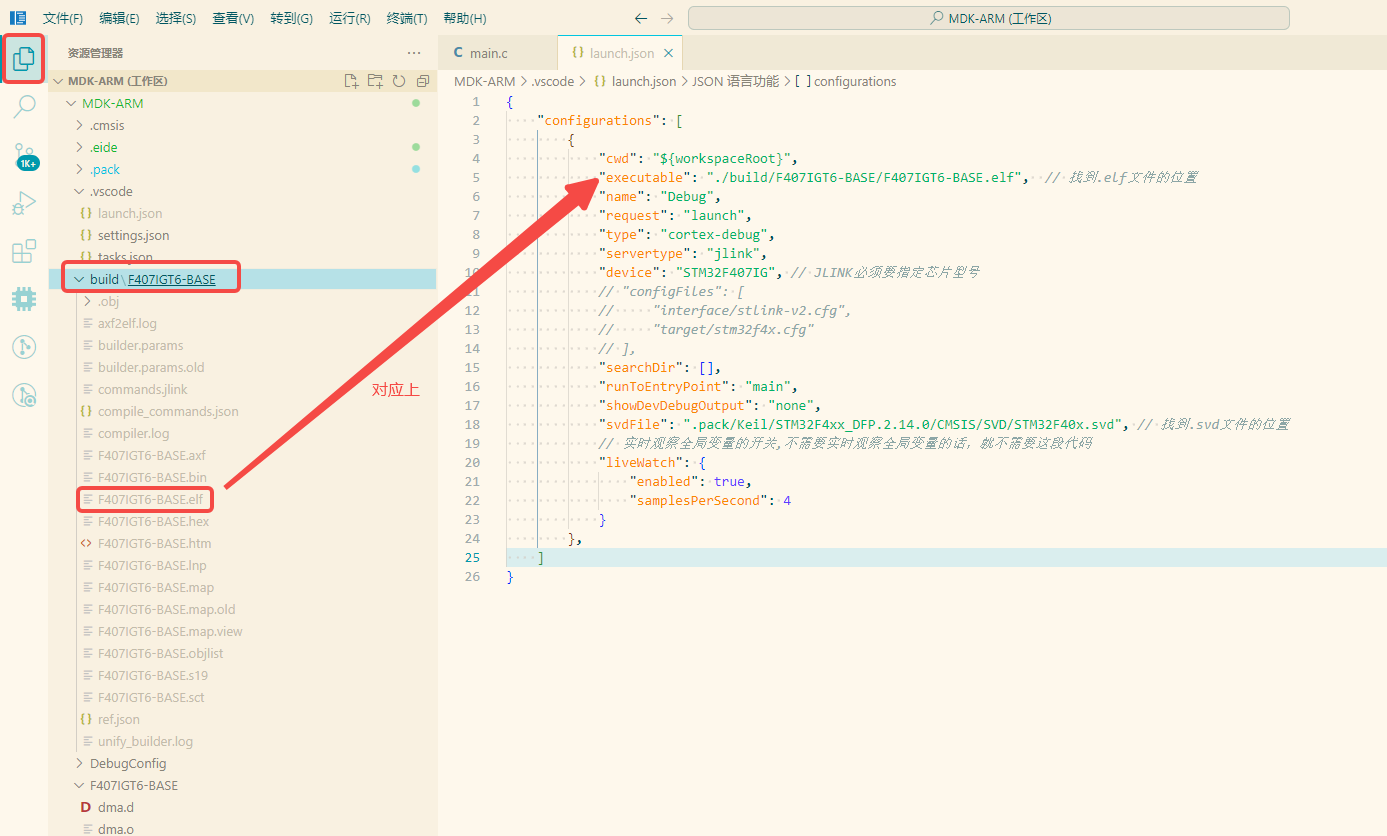 文件(F) 编辑(E) 选择(S) 查看(V) 转到(G) 运行(R) 终端(T) 帮助(H)
MDK-ARM (工作区)
资源管理器
MDK-ARM (工作区)
MDK-ARM
.cmsis
.eide
.pack
.vscode
launch.json
settings.json
tasks.json
build\F407IGT6-BASE
.obj
axf2elf.log
builder.params
builder.params.old
commands.jlink
compile_commands.json
compiler.log
F407IGT6-BASE.axf
F407IGT6-BASE.bin
F407IGT6-BASE.elf
F407IGT6-BASE.hex
F407IGT6-BASE.htm
F407IGT6-BASE.lnp
F407IGT6-BASE.map
F407IGT6-BASE.map.old
F407IGT6-BASE.map.view
F407IGT6-BASE.objlist
F407IGT6-BASE.s19
F407IGT6-BASE.sct
ref.json
unify_builder.log
DebugConfig
F407IGT6-BASE
dma.d
dma.o
1K+
对应上
C main.c {} launch.json ×
MDK-ARM > .vscode > {} launch.json > JSON 语言功能 > [ ] configurations
1 {
2 "configurations": [
3 {
4 "cwd": "${workspaceRoot}",
5 "executable": "./build/F407IGT6-BASE/F407IGT6-BASE.elf", // 找到.elf文件的位置
6 "name": "Debug",
7 "request": "launch",
8 "type": "cortex-debug",
9 "servertype": "jlink",
10 "device": "STM32F407IG", // JLINK必须要指定芯片型号
11 // "configFiles": [
12 // "interface/stlink-v2.cfg",
13 // "target/stm32f4x.cfg"
14 // ],
15 "searchDir": [],
16 "runToEntryPoint": "main",
17 "showDevDebugOutput": "none",
18 "svdFile": ".pack/Keil/STM32F4xx_DFP.2.14.0/CMSIS/SVD/STM32F40x.svd", // 找到.svd文件的位置
19 // 实时观察全局变量的开关,不需要实时观察全局变量的话，就不需要这段代码
20 "liveWatch": {
21 "enabled": true,
22 "samplesPerSecond": 4
23 }
24 },
25 ]
26 }